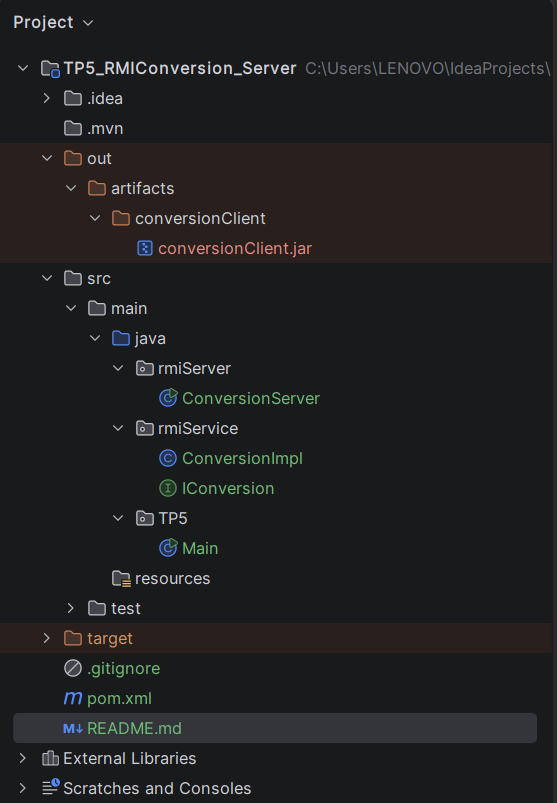 Project
TP5_RMIConversion_Server C:\Users\LENOVO\IdeaProjects\
.idea
.mvn
out
artifacts
conversionClient
conversionClient.jar
src
main
java
rmiServer
ConversionServer
rmiService
ConversionImpl
IConversion
TP5
Main
resources
test
target
.gitignore
pom.xml
README.md
External Libraries
Scratches and Consoles